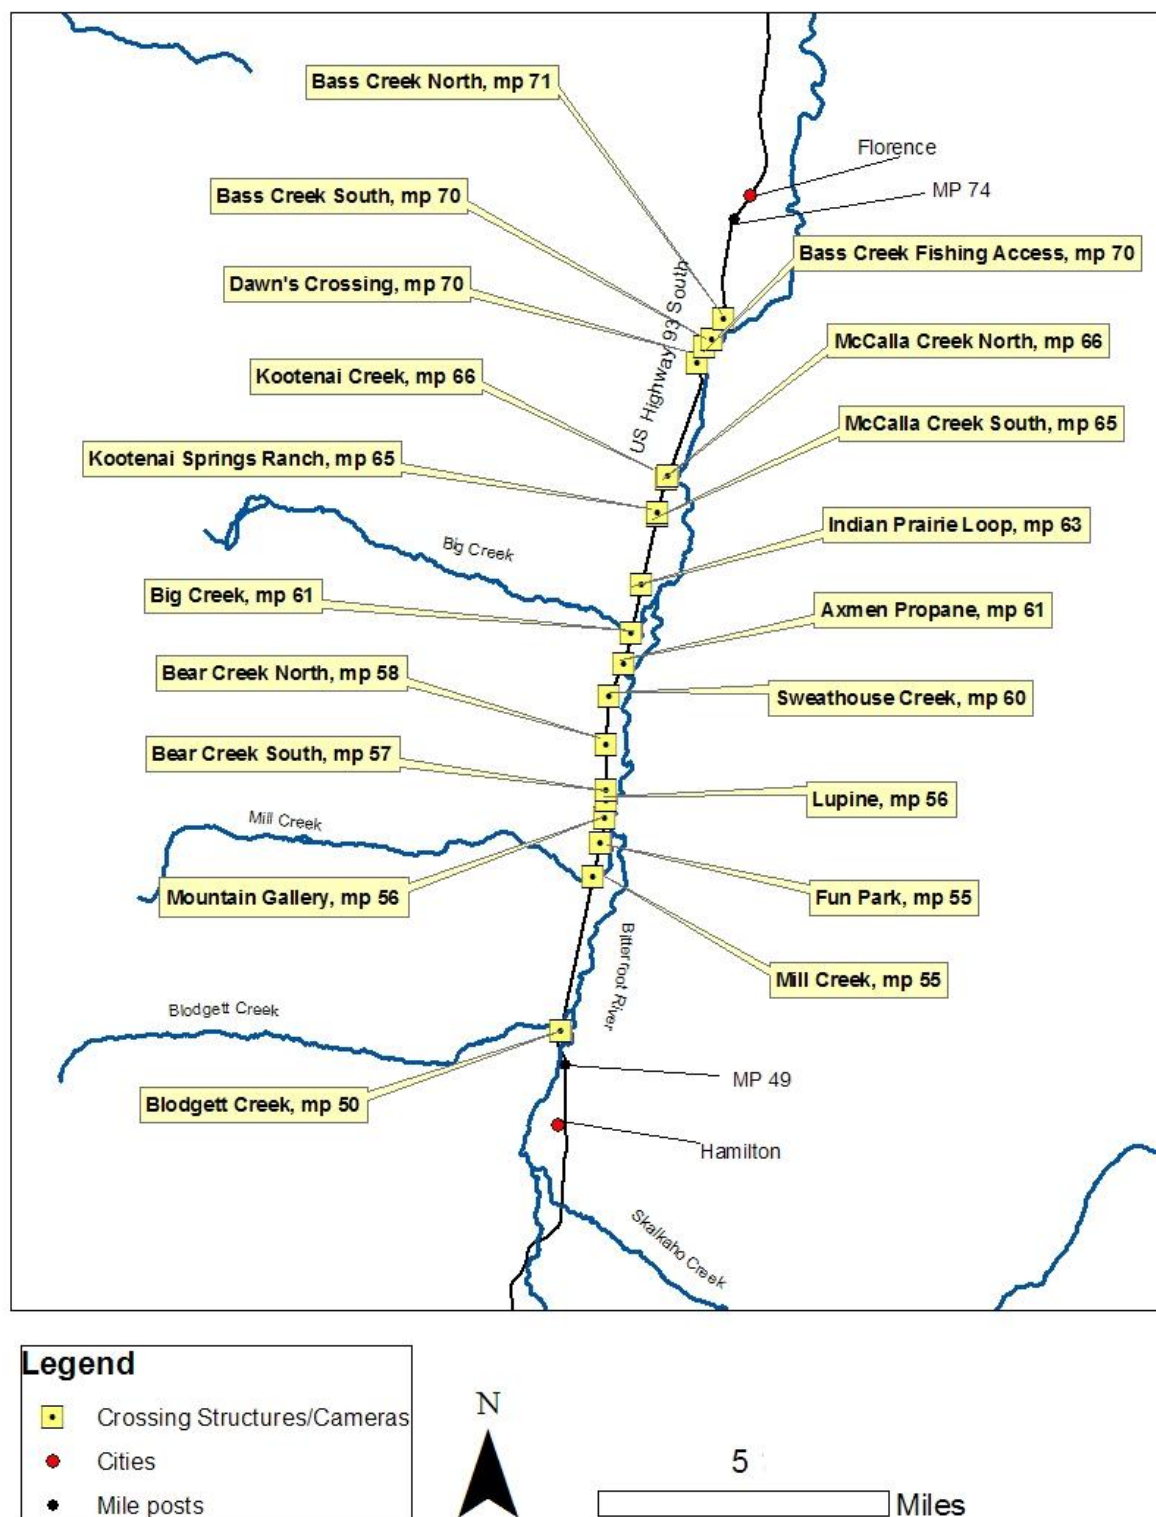 Bass Creek North, mp 71
Florence
Bass Creek South, mp 70
MP 74
Bass Creek Fishing Access, mp 70
Dawn's Crossing, mp 70
US Highway 93 South
McCalla Creek North, mp 66
Kootenai Creek, mp 66
McCalla Creek South, mp 65
Kootenai Springs Ranch, mp 65
Indian Prairie Loop, mp 63
Big Creek
Big Creek, mp 61
Axmen Propane, mp 61
Bear Creek North, mp 58
Sweathouse Creek, mp 60
Bear Creek South, mp 57
Lupine, mp 56
Mill Creek
Mountain Gallery, mp 56
Fun Park, mp 55
Bitterroot River
Mill Creek, mp 55
Blodgett Creek
MP 49
Blodgett Creek, mp 50
Hamilton
Skalkaho Creek
Legend
Crossing Structures/Cameras
Cities
Mile posts
N
5
Miles